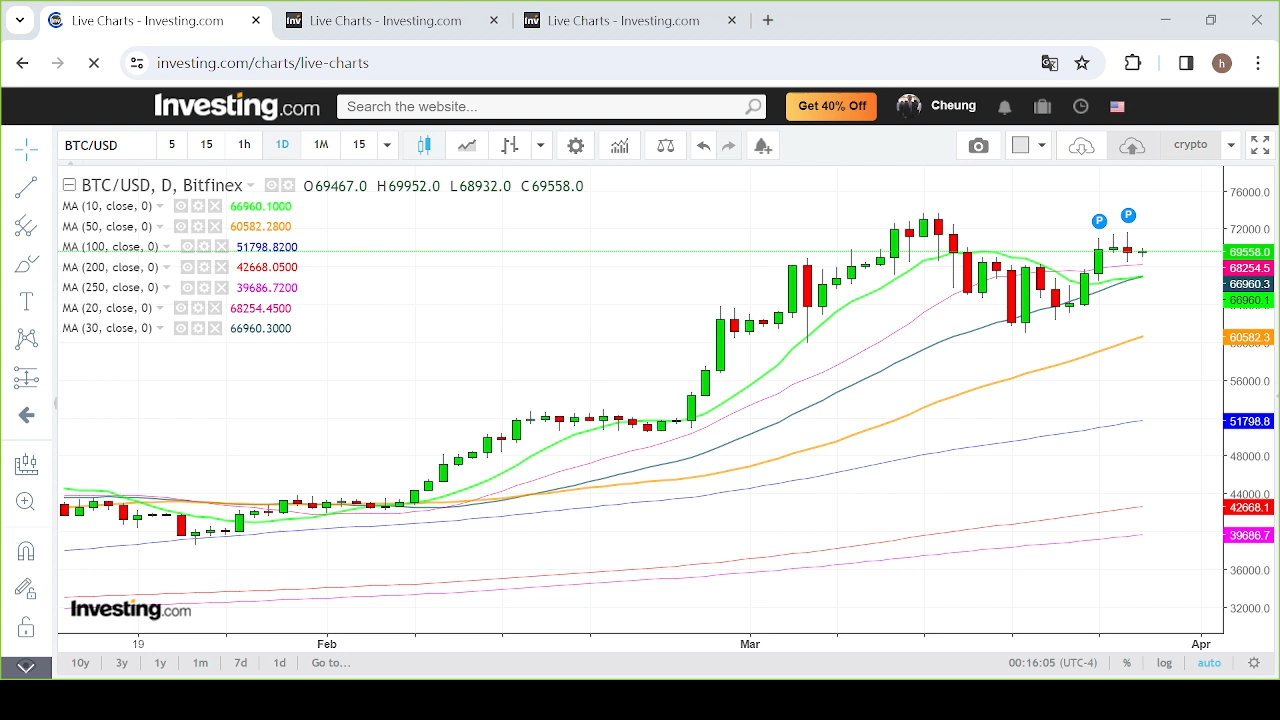 Live Charts - Investing.com
Live Charts - Investing.com
Live Charts - Investing.com
investing.com/charts/live-charts
h
Investing.com
Search the website...
Get 40% Off
Cheung
BTC/USD
5
15
1h
1D
1M
15
crypto
BTC/USD, D, Bitfinex
O69467.0 H69952.0 L68932.0 C69558.0
MA (10, close, 0) 66960.1000
MA (50, close, 0) 60582.2800
MA (100, close, 0) 51798.8200
MA (200, close, 0) 42668.0500
MA (250, close, 0) 39686.7200
MA (20, close, 0) 68254.4500
MA (30, close, 0) 66960.3000
P
P
76000.0
72000.0
69558.0
68254.5
66960.3
66960.1
60582.3
56000.0
51798.8
48000.0
44000.0
42668.1
39686.7
36000.0
32000.0
Investing.com
19
Feb
Mar
Apr
10y
3y
1y
1m
7d
1d
Go to...
00:16:05 (UTC-4)
%
log
auto